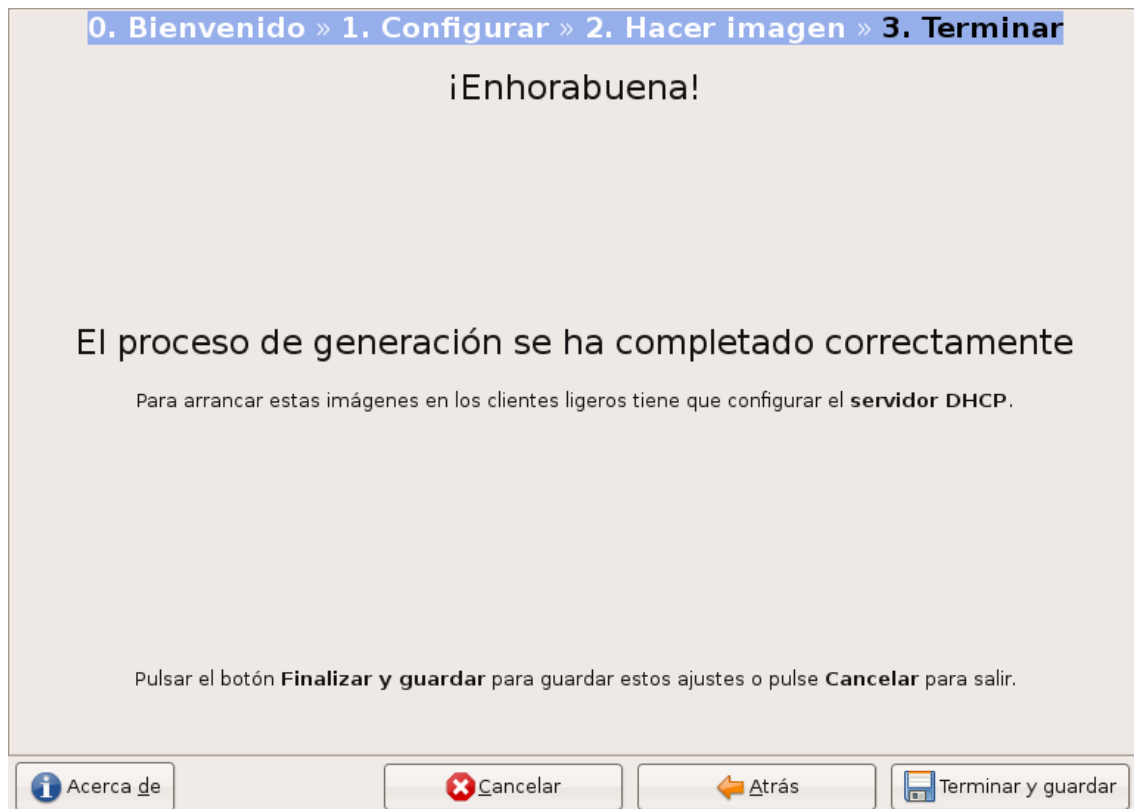 0. Bienvenido » 1. Configurar » 2. Hacer imagen » 3. Terminar
¡Enhorabuena!
El proceso de generación se ha completado correctamente
Para arrancar estas imágenes en los clientes ligeros tiene que configurar el servidor DHCP.
Pulsar el botón Finalizar y guardar para guardar estos ajustes o pulse Cancelar para salir.
Acerca de Cancelar Atrás Terminar y guardar